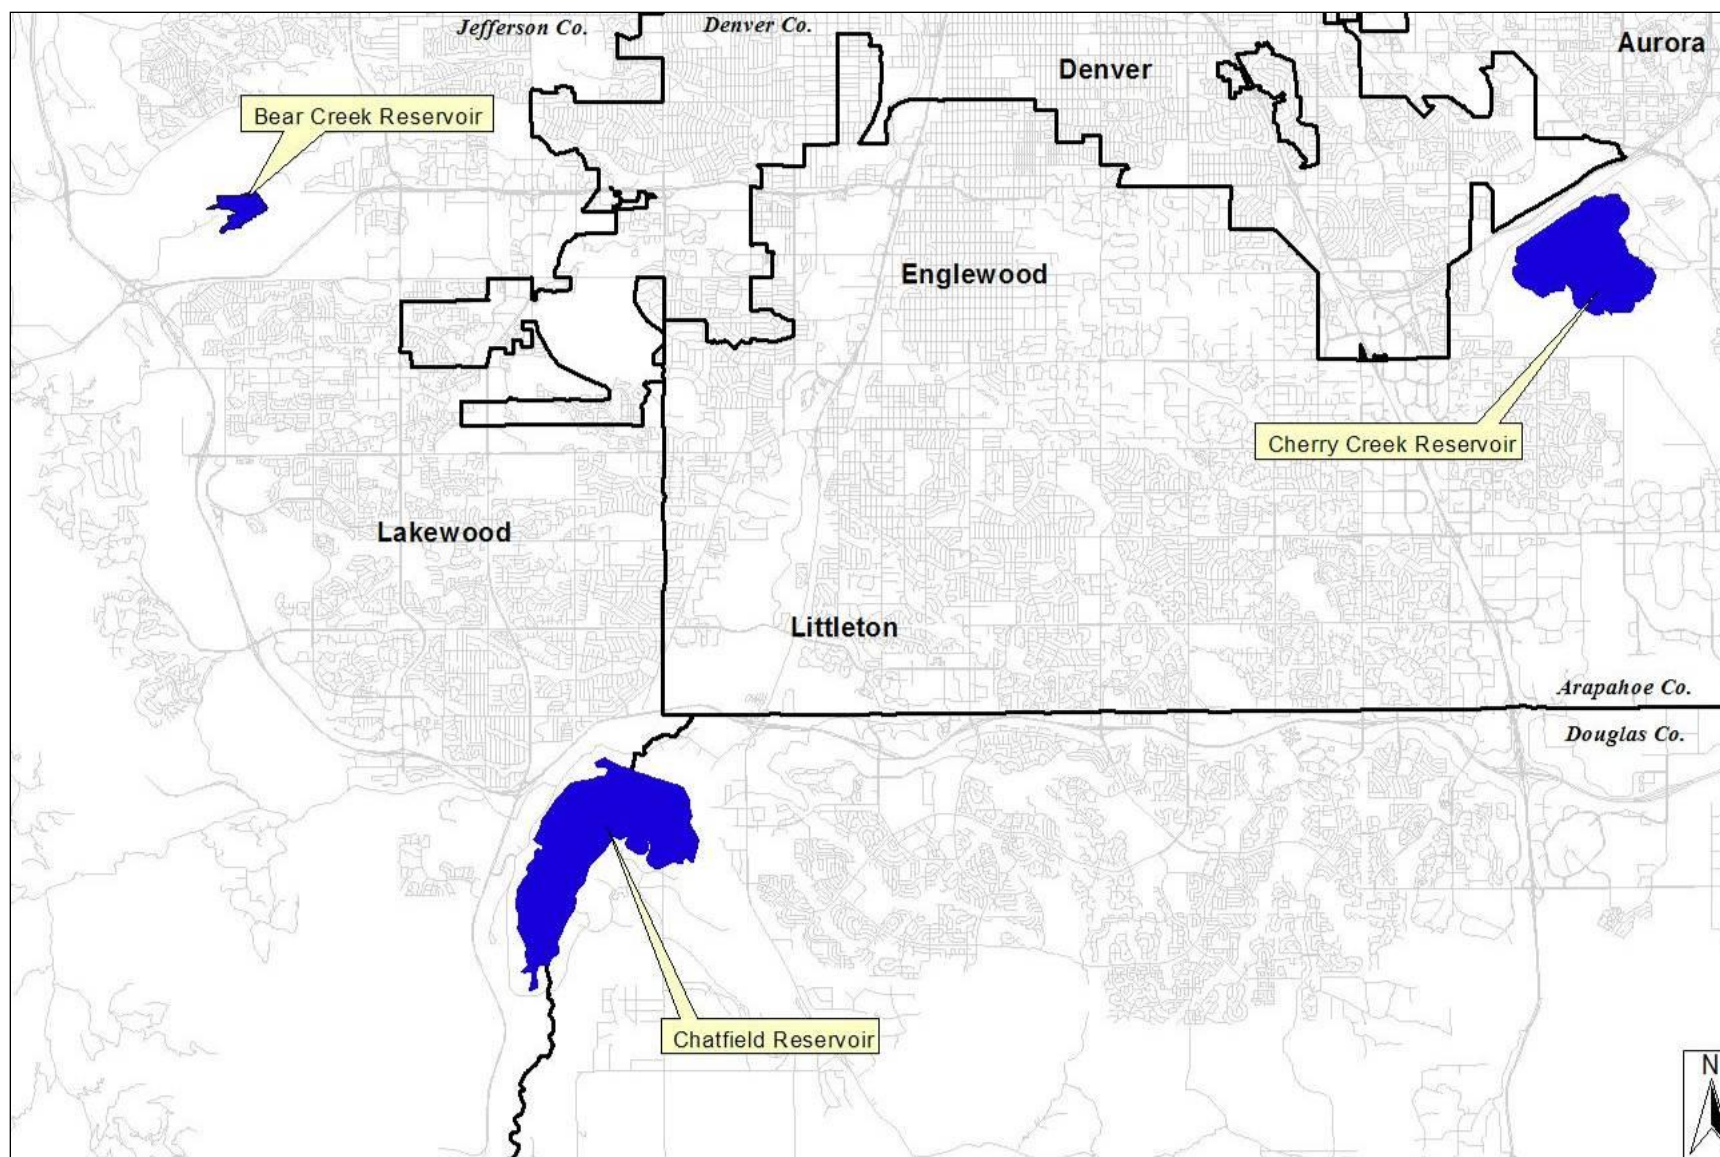 Jefferson Co.
Denver Co.
Aurora
Denver
Bear Creek Reservoir
Englewood
Cherry Creek Reservoir
Lakewood
Littleton
Arapahoe Co.
Douglas Co.
Chatfield Reservoir
N